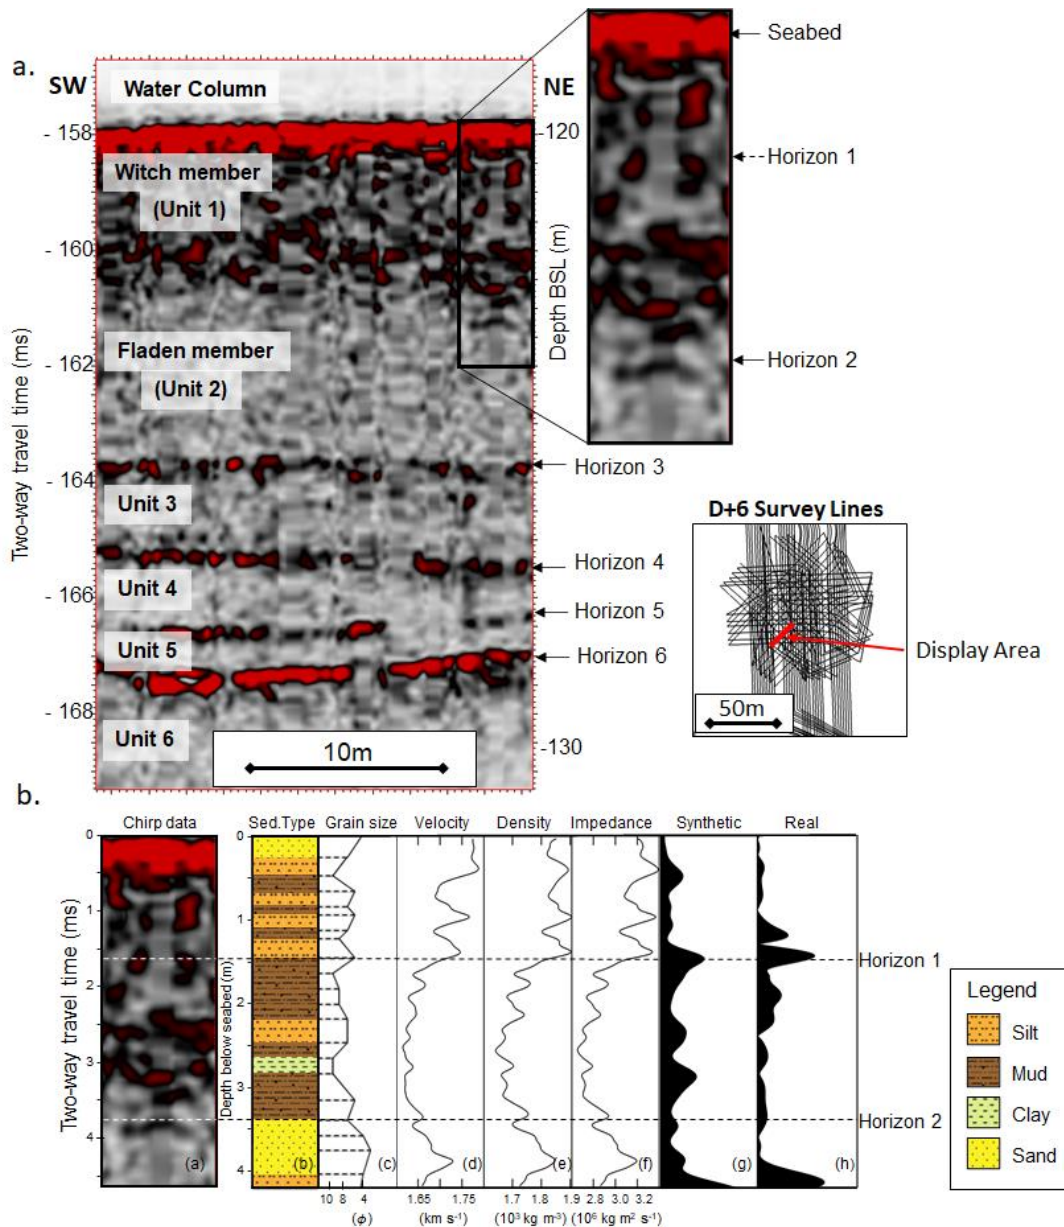 a.
SW
NE
Water Column
Seabed
- 158
-120
Witch member
(Unit 1)
Horizon 1
- 160
Depth BSL (m)
Two-way travel time (ms)
Fladen member
(Unit 2)
- 162
Horizon 2
Horizon 3
- 164
Unit 3
D+6 Survey Lines
Horizon 4
Unit 4
- 166
Horizon 5
Unit 5
Horizon 6
Display Area
50m
- 168
Unit 6
10m
-130
b.
Chirp data
Sed.Type
Grain size
Velocity
Density
Impedance
Synthetic
Real
Two-way travel time (ms)
0
1
2
3
4
Depth below seabed (m)
0
1
2
3
4
Horizon 1
Horizon 2
(a)
(b)
(c)
(d)
(e)
(f)
(g)
(h)
10 8 4
1.65 1.75
1.7 1.8 1.9
2.8 3.0 3.2
(ϕ)
(km s⁻¹)
(10³ kg m⁻³)
(10⁶ kg m² s⁻¹)
Legend
Silt
Mud
Clay
Sand